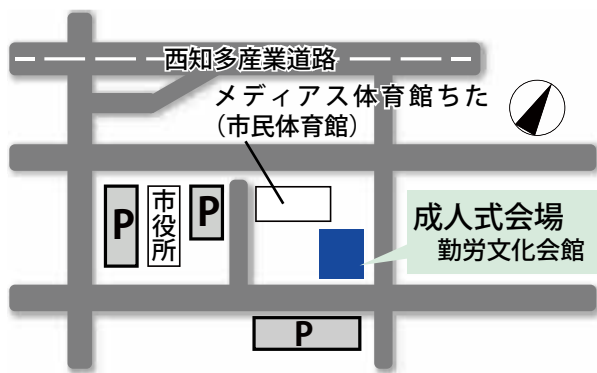 西知多産業道路
メディアス体育館ちた
（市民体育館）
P
市役所
P
成人式会場
勤労文化会館
P